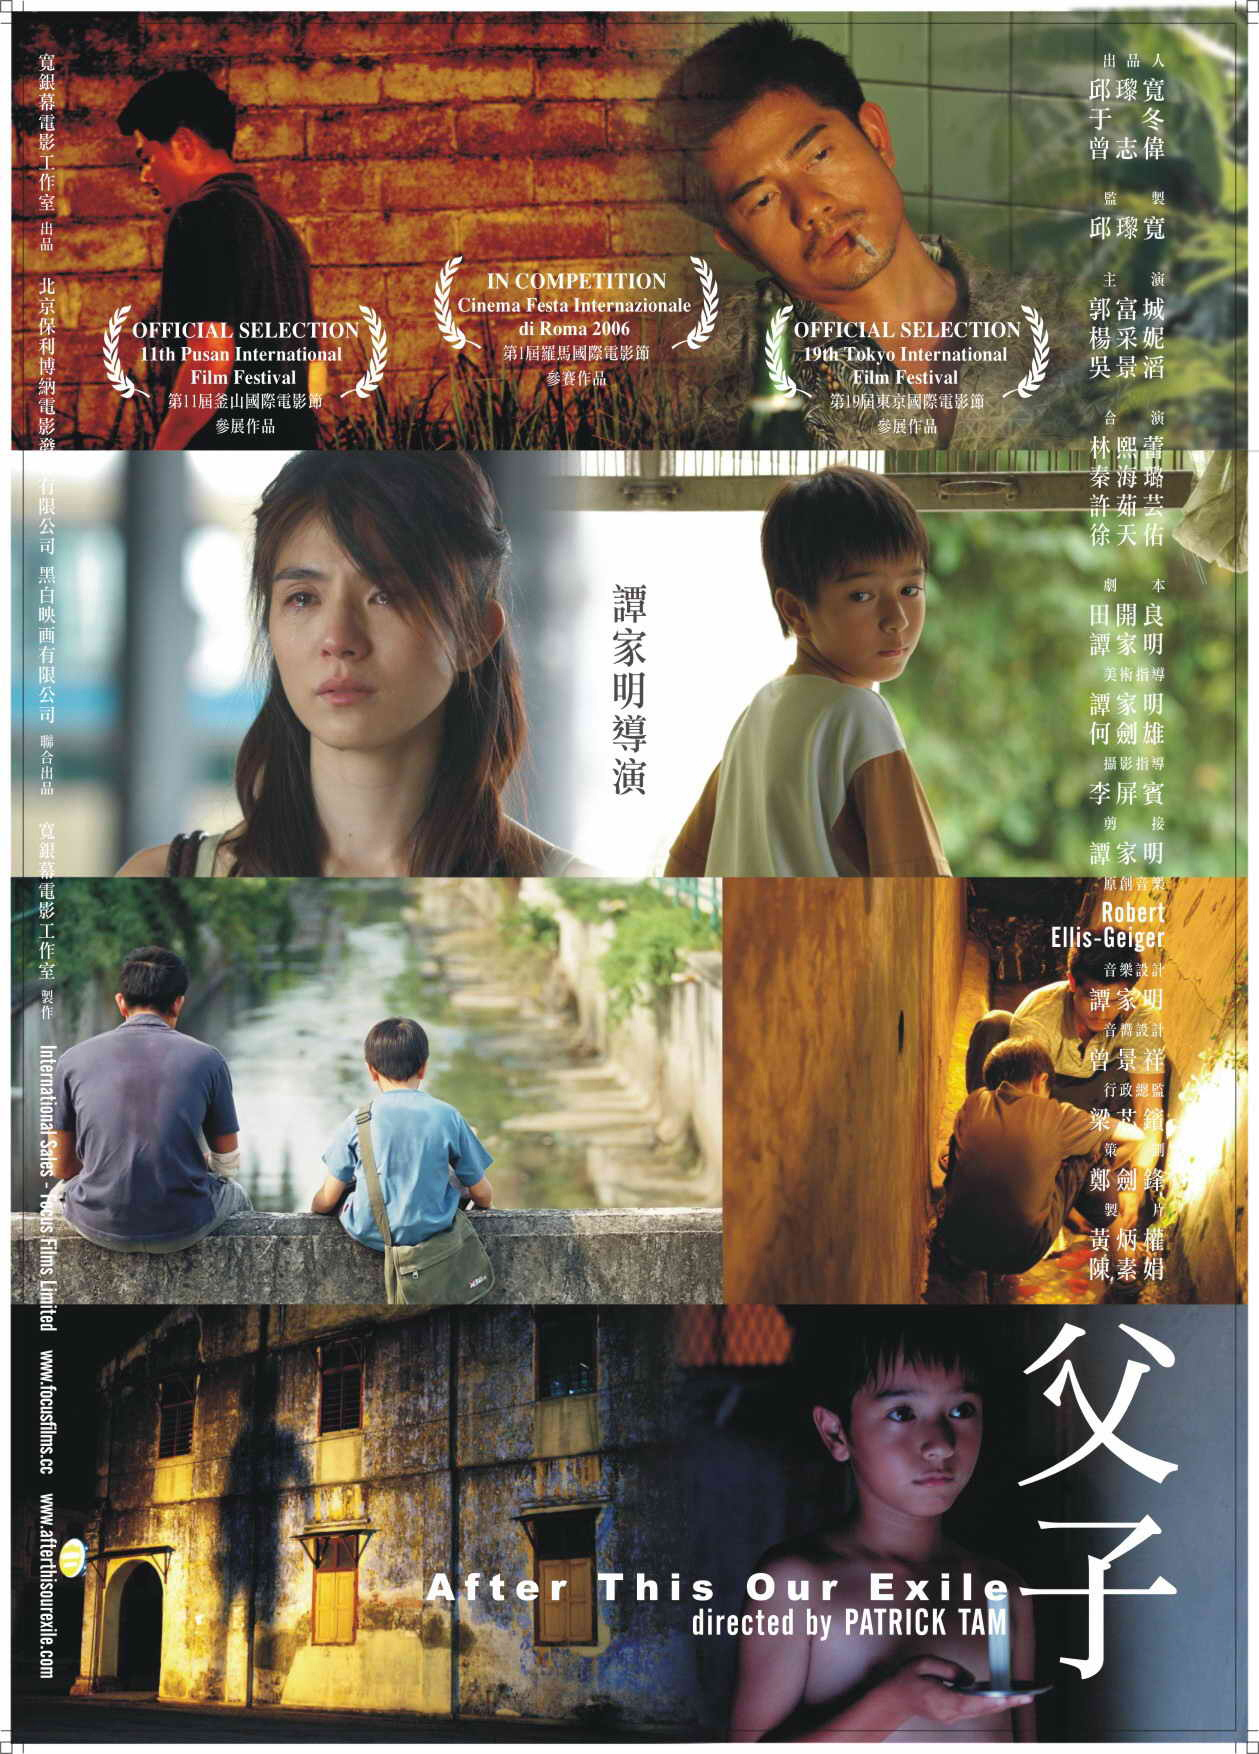 寬銀幕電影工作室 出品
北京保利博納電影發 有限公司 黑白映画有限公司 聯合出品
寬銀幕電影工作室 製作
International Sales - Focus Films Limited
www.focusfilms.cc
www.afterthisourexile.com
OFFICIAL SELECTION
11th Pusan International
Film Festival
第11屆釜山國際電影節
參展作品
IN COMPETITION
Cinema Festa Internazionale
di Roma 2006
第1屆羅馬國際電影節
參賽作品
OFFICIAL SELECTION
19th Tokyo International
Film Festival
第19屆東京國際電影節
參展作品
出品人
邱瓈寬
于冬
曾志偉
監製
邱瓈寬
主演
郭富城
楊采妮
吳景滔
合演
林熙蕾
秦海璐
許茹芸
徐天佑
劇本
田開良
譚家明
美術指導
譚家明
何劍雄
攝影指導
李屏賓
剪接
譚家明
原創音樂
Robert
Ellis-Geiger
音樂設計
譚家明
音響設計
曾景祥
行政總監
梁芯鑌
策劃
鄭劍鋒
製片
黃炳權
陳素娟
譚家明導演
父子
After This Our Exile
directed by PATRICK TAM